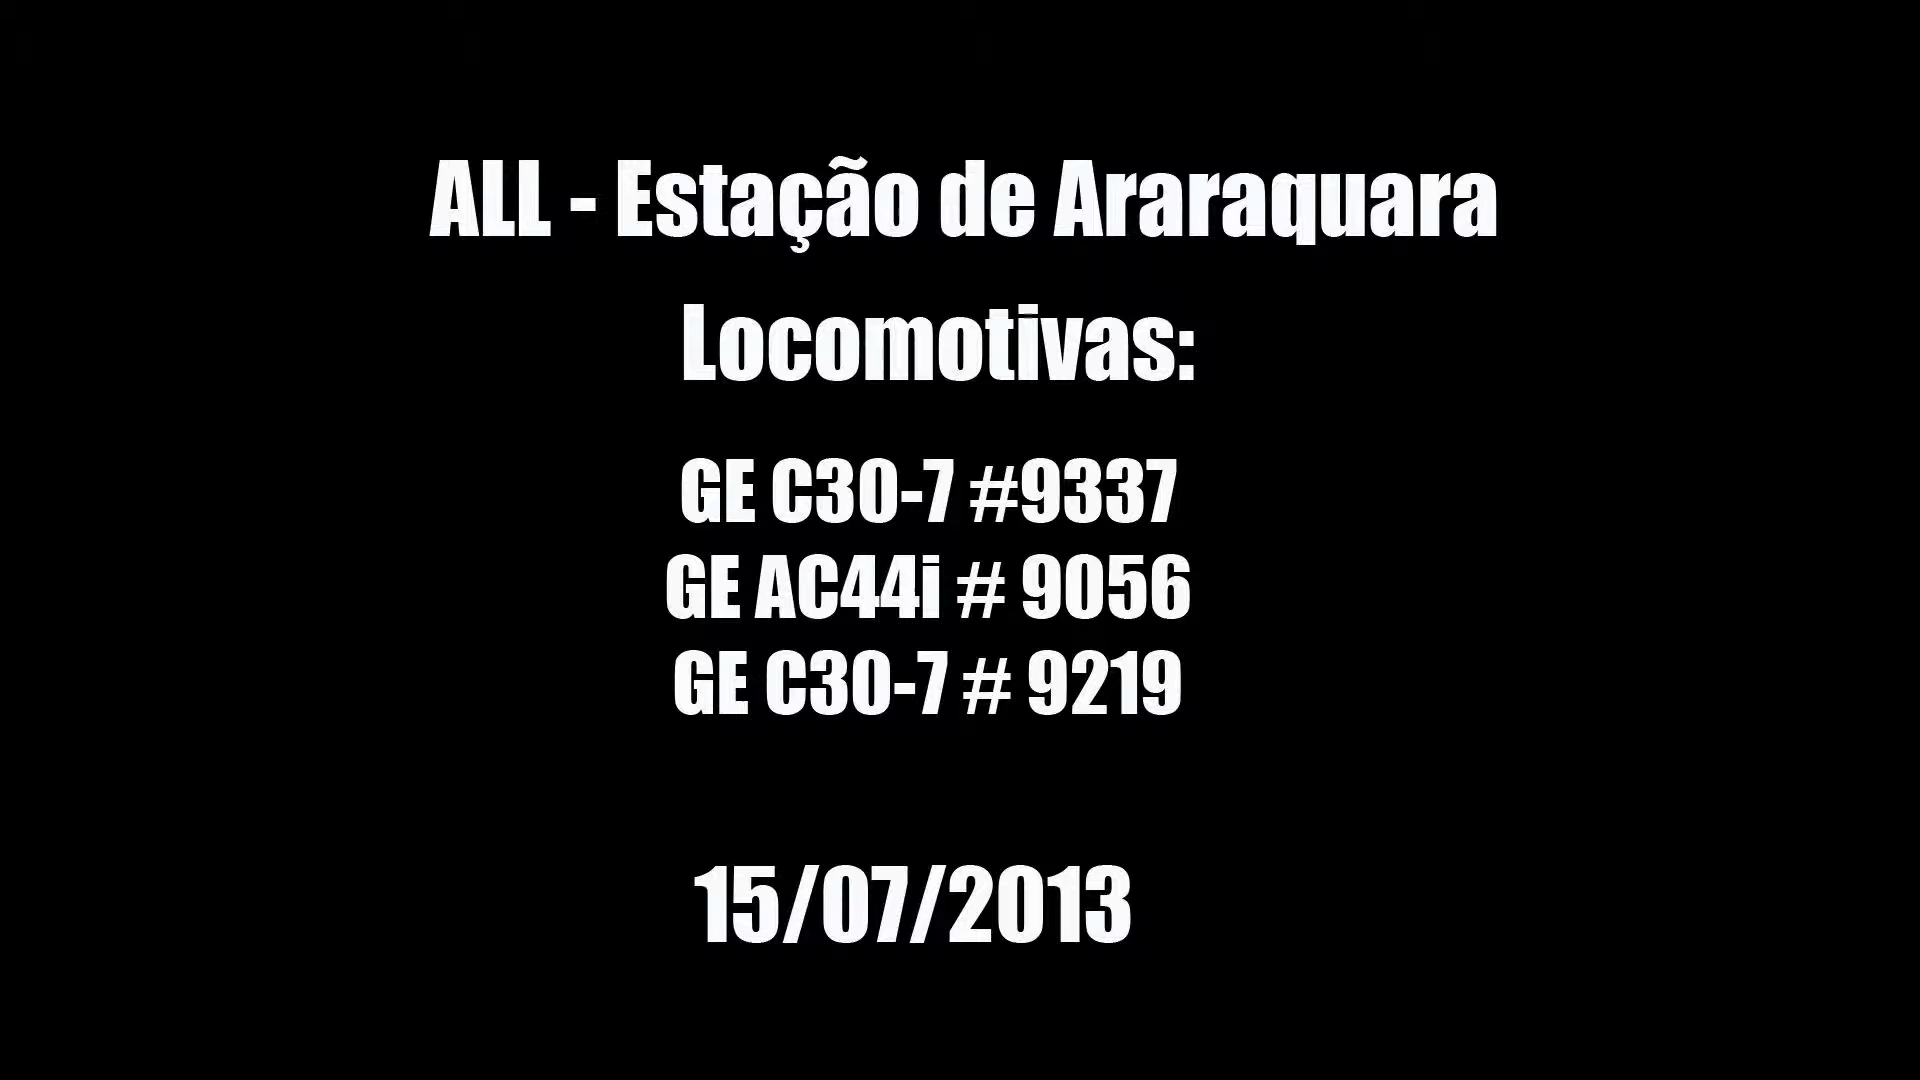 ALL - Estação de Araraquara
Locomotivas:
GE C30-7 #9337
GE AC44i # 9056
GE C30-7 # 9219
15/07/2013